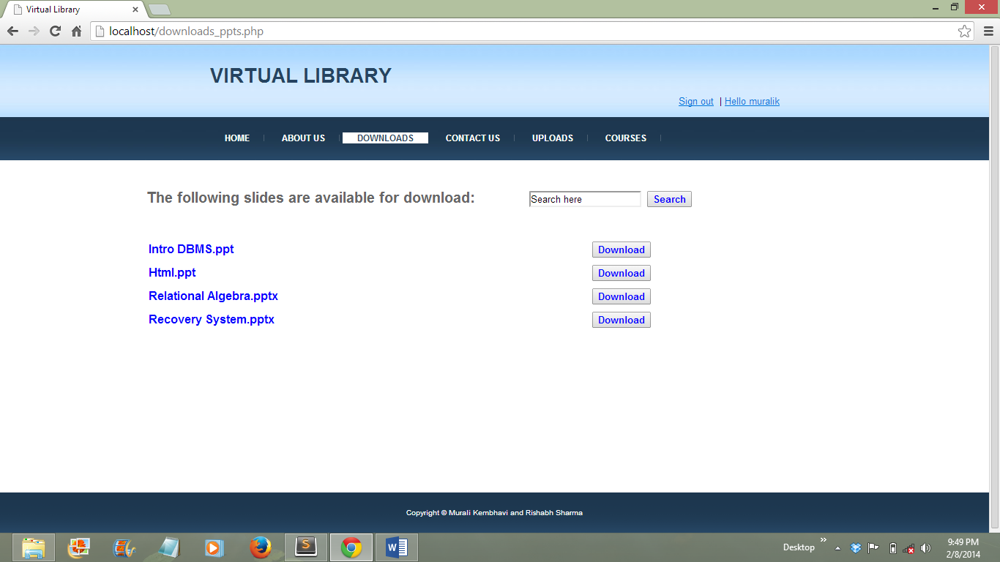 Virtual Library
localhost/downloads_ppts.php
VIRTUAL LIBRARY
Sign out | Hello muralik
HOME | ABOUT US | DOWNLOADS CONTACT US | UPLOADS | COURSES |
The following slides are available for download: Search here Search
Intro DBMS.ppt Download
Html.ppt Download
Relational Algebra.pptx Download
Recovery System.pptx Download
Copyright © Murali Kembhavi and Rishabh Sharma
Desktop » 9:49 PM
2/8/2014